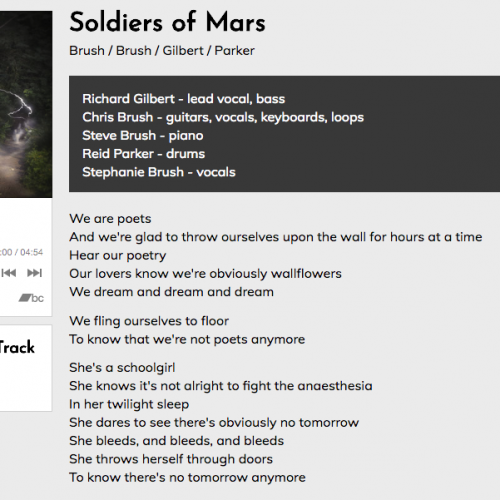 Soldiers of Mars
Brush / Brush / Gilbert / Parker
Richard Gilbert - lead vocal, bass
Chris Brush - guitars, vocals, keyboards, loops
Steve Brush - piano
Reid Parker - drums
Stephanie Brush - vocals
:00 / 04:54
bc
Track
We are poets
And we're glad to throw ourselves upon the wall for hours at a time
Hear our poetry
Our lovers know we're obviously wallflowers
We dream and dream and dream
We fling ourselves to floor
To know that we're not poets anymore
She's a schoolgirl
She knows it's not alright to fight the anaesthesia
In her twilight sleep
She dares to see there's obviously no tomorrow
She bleeds, and bleeds, and bleeds
She throws herself through doors
To know there's no tomorrow anymore